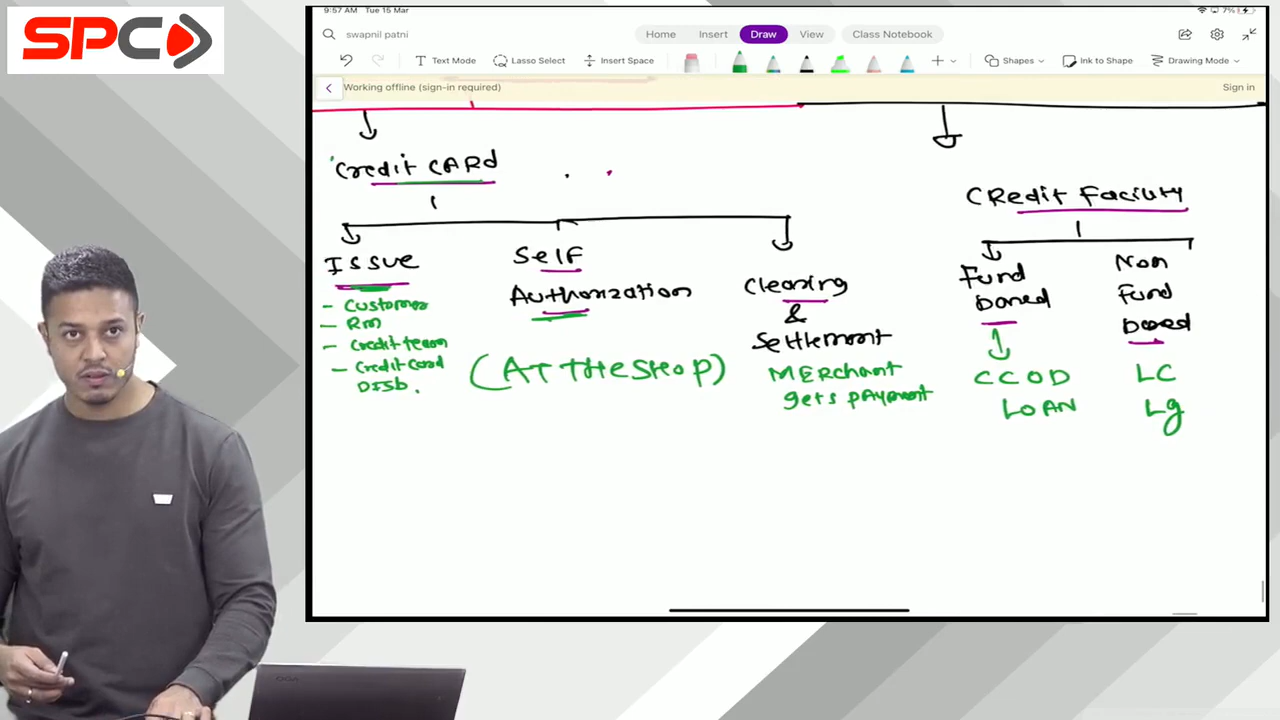 SPC
9:57 AM Tue 15 Mar
7%
swapnil patni
Home Insert Draw View Class Notebook
Text Mode Lasso Select Insert Space Shapes Ink to Shape Drawing Mode
Working offline (sign-in required) Sign in
Credit CARd
Issue
- Customer
- Rm
- Credit team
- Credit Card
DISb.
Self
Authorization
(AT THE SHOP)
Clearing
&
Settlement
MERchant
gets payment
CRedit Facility
Fund
based
CCOD
LOAN
Non
Fund
based
LC
Lg